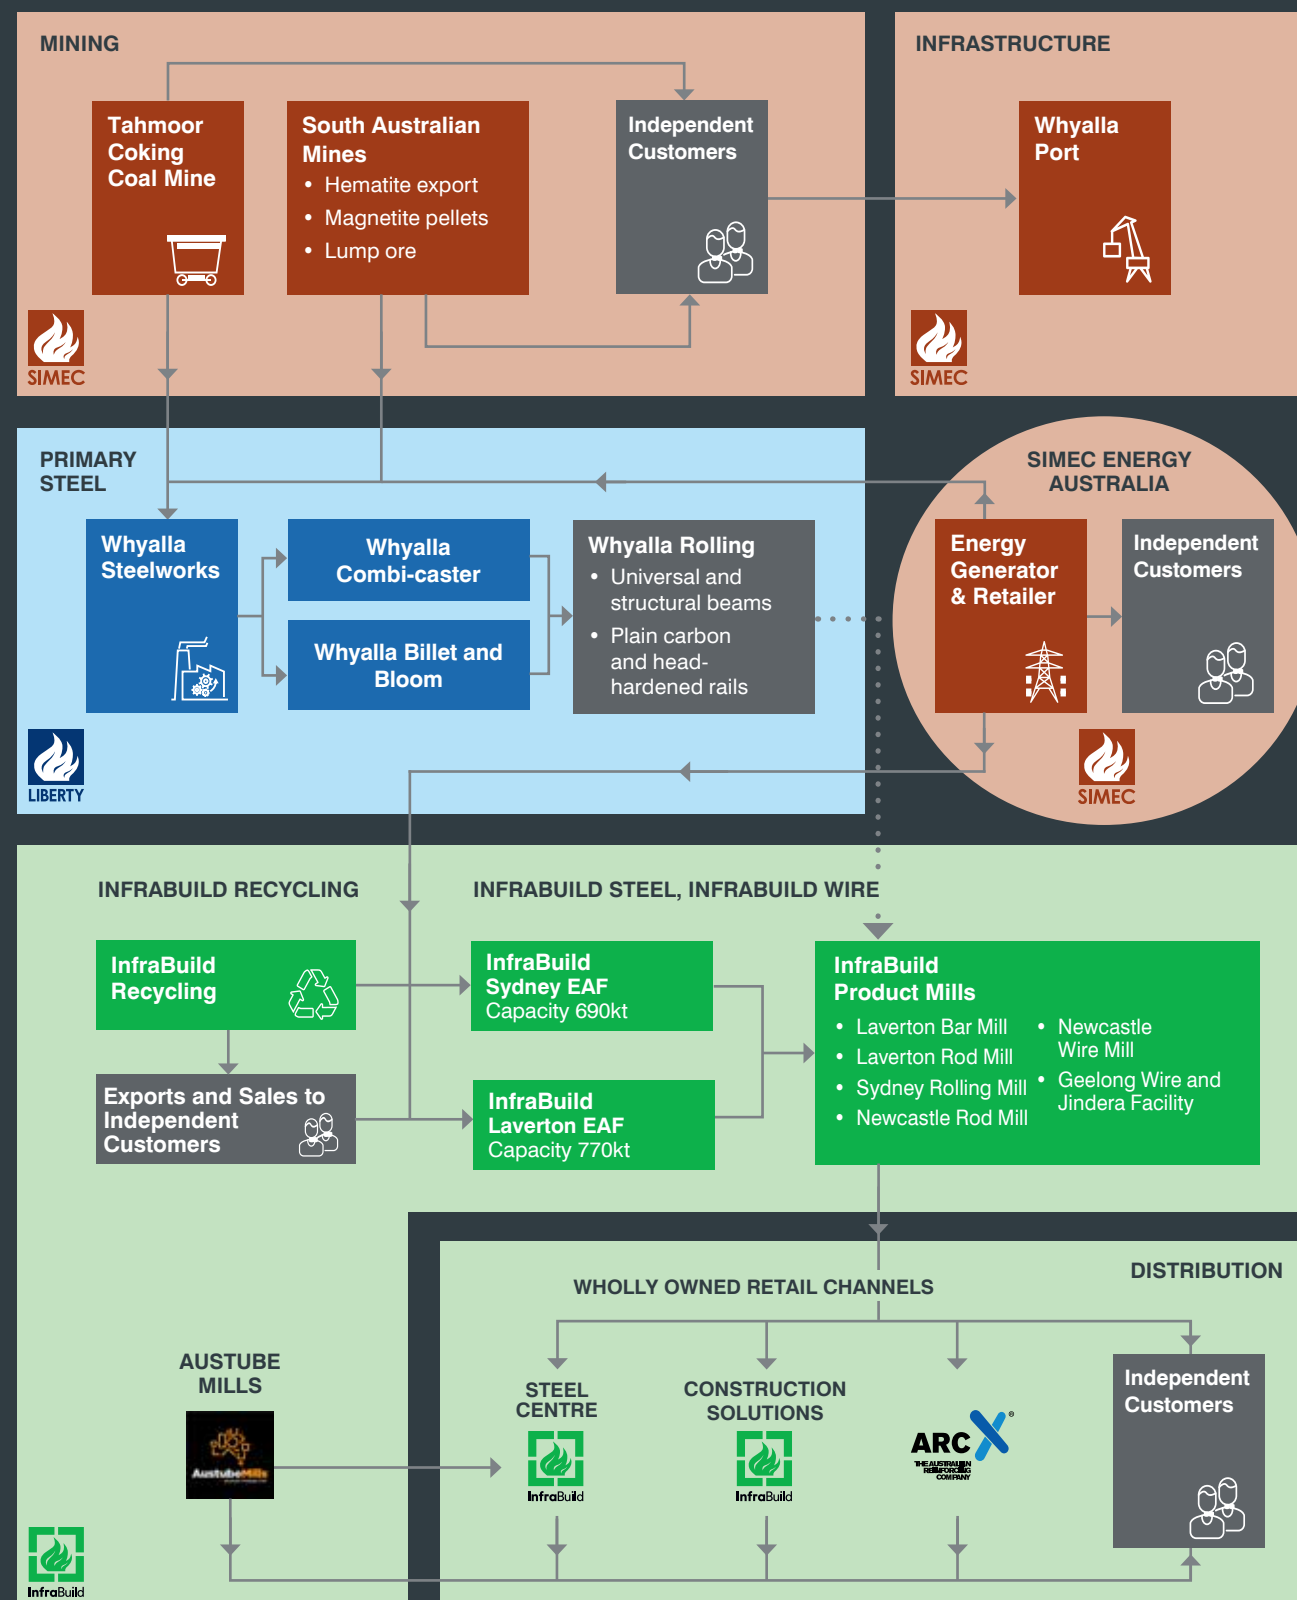 MINING
Tahmoor
Coking
Coal Mine
South Australian
Mines
• Hematite export
• Magnetite pellets
• Lump ore
Independent
Customers
SIMEC
INFRASTRUCTURE
Whyalla
Port
SIMEC
PRIMARY
STEEL
Whyalla
Steelworks
Whyalla
Combi-caster
Whyalla Billet and
Bloom
Whyalla Rolling
• Universal and
structural beams
• Plain carbon
and head-
hardened rails
LIBERTY
SIMEC ENERGY
AUSTRALIA
Energy
Generator
& Retailer
Independent
Customers
SIMEC
INFRABUILD RECYCLING
InfraBuild
Recycling
Exports and Sales to
Independent
Customers
INFRABUILD STEEL, INFRABUILD WIRE
InfraBuild
Sydney EAF
Capacity 690kt
InfraBuild
Laverton EAF
Capacity 770kt
InfraBuild
Product Mills
• Laverton Bar Mill
• Laverton Rod Mill
• Sydney Rolling Mill
• Newcastle Rod Mill
• Newcastle
Wire Mill
• Geelong Wire and
Jindera Facility
DISTRIBUTION
WHOLLY OWNED RETAIL CHANNELS
AUSTUBE
MILLS
AustubeMills
STEEL
CENTRE
InfraBuild
CONSTRUCTION
SOLUTIONS
InfraBuild
ARC
®
THE AUSTRALIAN
REINFORCING
COMPANY
Independent
Customers
InfraBuild